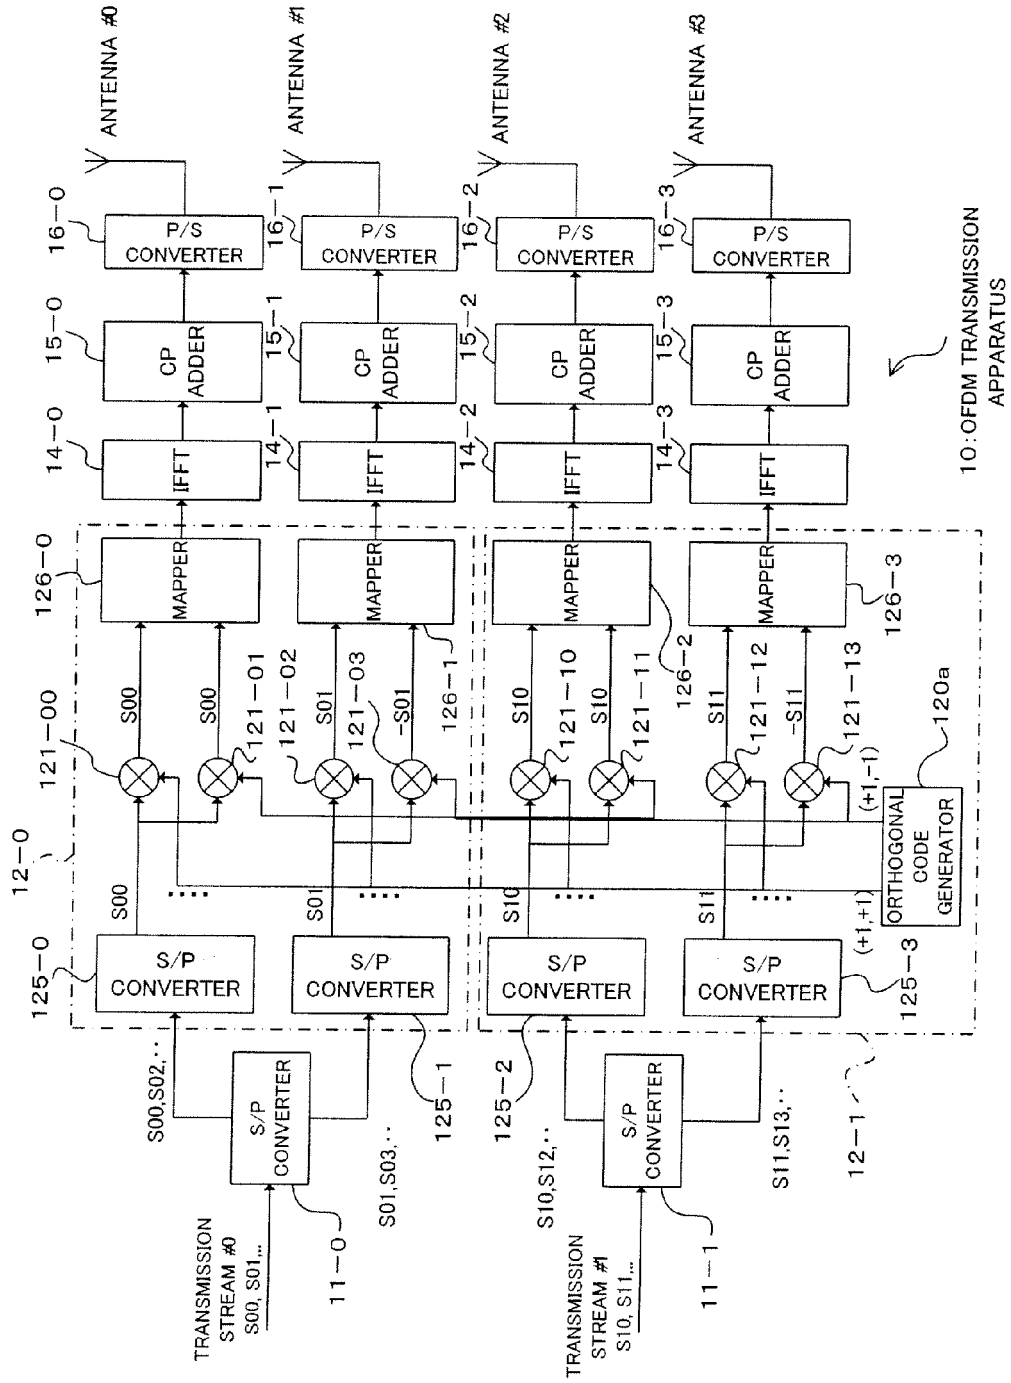 TRANSMISSION
STREAM #0
S00, S01,...
11-0
S/P
CONVERTER
S00,S02,··
S01,S03,··
12-0
125-0
S/P
CONVERTER
S00
121-00
S00
S00
121-01
126-0
MAPPER
14-0
IFFT
15-0
CP
ADDER
16-0
P/S
CONVERTER
ANTENNA #0
S/P
CONVERTER
125-1
S01
121-02
121-03
S01
-S01
MAPPER
126-1
14-1
IFFT
15-1
CP
ADDER
16-1
P/S
CONVERTER
ANTENNA #1
TRANSMISSION
STREAM #1
S10, S11,...
11-1
S/P
CONVERTER
S10,S12,··
S11,S13,··
12-1
125-2
S/P
CONVERTER
S10
S10
121-10
S10
121-11
MAPPER
126-2
14-2
IFFT
15-2
CP
ADDER
16-2
P/S
CONVERTER
ANTENNA #2
S/P
CONVERTER
125-3
S11
S11
121-12
-S11
121-13
MAPPER
126-3
14-3
IFFT
15-3
CP
ADDER
16-3
P/S
CONVERTER
ANTENNA #3
(+1,+1)
(+1,-1)
ORTHOGONAL
CODE
GENERATOR
120a
10:OFDM TRANSMISSION
APPARATUS